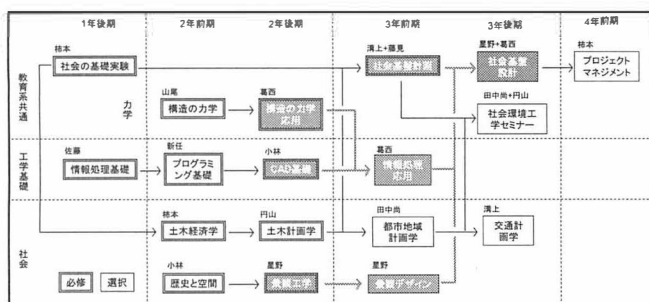 1年後期 2年前期 2年後期 3年前期 3年後期 4年前期
教育系共通
柿本
社会の基礎実験
溝上+藤見
社会基盤計画
星野+葛西
社会基盤
設計
柿本
プロジェクト
マネジメント
力学
山尾
構造の力学
葛西
構造の力学
応用
田中尚+円山
社会環境工
学セミナー
工学基礎
佐藤
情報処理基礎
新任
プログラミ
ング基礎
小林
CAD基礎
葛西
情報処理
応用
社会
柿本
土木経済学
円山
土木計画学
田中尚
都市地域
計画学
溝上
交通計
画学
小林
歴史と空間
星野
景観工学
星野
景観デザイン
必修 選択